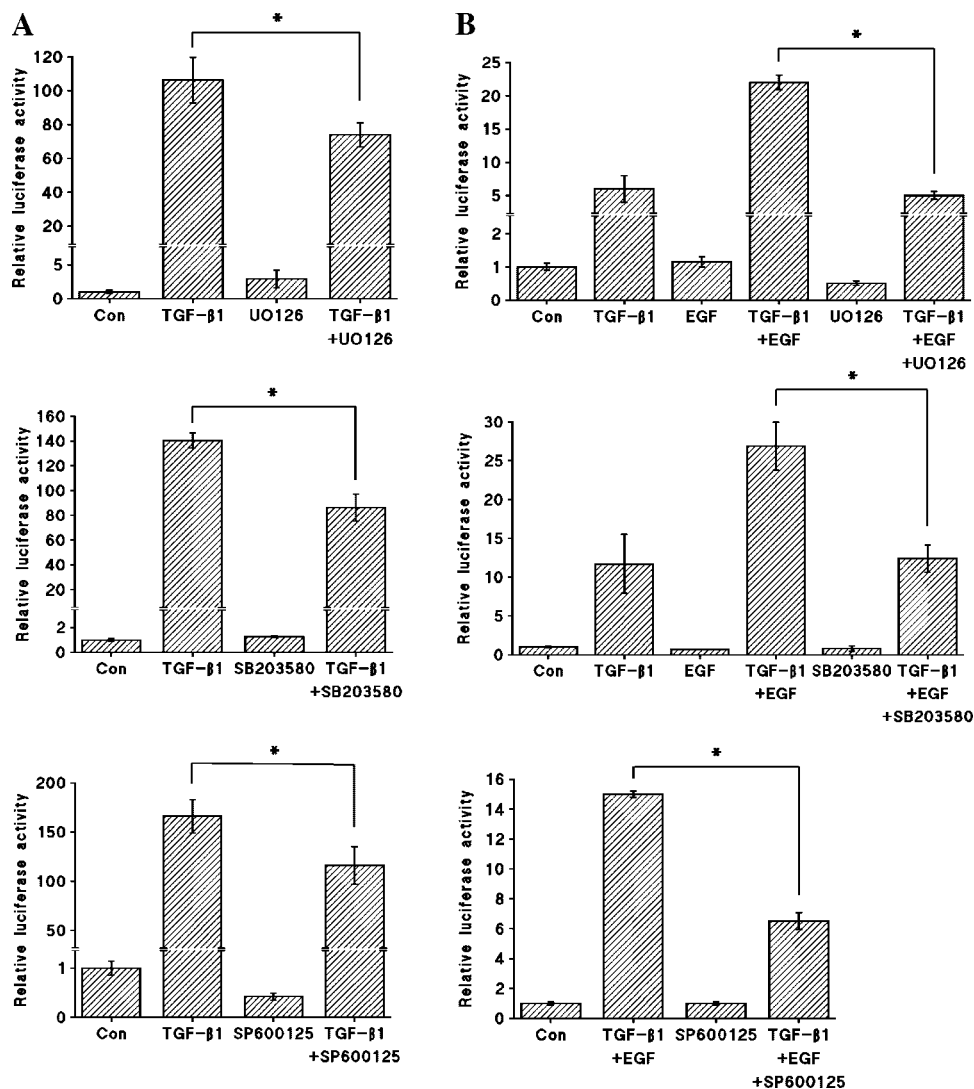 A
B
*
Relative luciferase activity
120
100
80
60
40
20
5
0
Con
TGF-β1
UO126
TGF-β1
+UO126
*
Relative luciferase activity
25
20
15
10
5
2
1
0
Con
TGF-β1
EGF
TGF-β1
+EGF
UO126
TGF-β1
+EGF
+UO126
*
Relative luciferase activity
160
140
120
100
80
60
40
20
2
0
Con
TGF-β1
SB203580
TGF-β1
+SB203580
*
Relative luciferase activity
30
25
20
15
10
5
0
Con
TGF-β1
EGF
TGF-β1
+EGF
SB203580
TGF-β1
+EGF
+SB203580
*
Relative luciferase activity
200
150
100
50
1
0
Con
TGF-β1
SP600125
TGF-β1
+SP600125
*
Relative luciferase activity
16
14
12
10
8
6
4
2
0
Con
TGF-β1
+EGF
SP600125
TGF-β1
+EGF
+SP600125